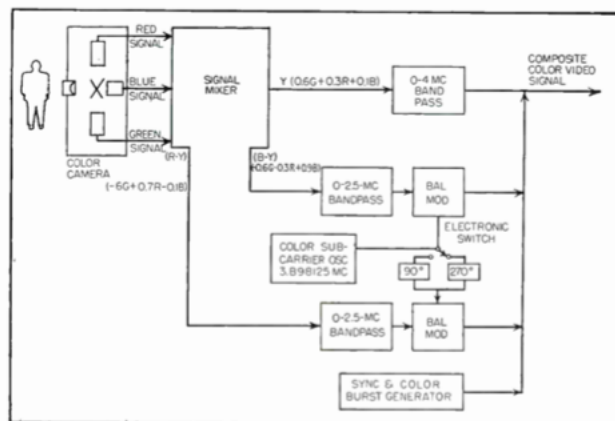 RED
SIGNAL
BLUE
SIGNAL
GREEN
SIGNAL
COLOR
CAMERA
SIGNAL
MIXER
Y (0.6G+0.3R+0.1B)
0-4 MC
BAND
PASS
COMPOSITE
COLOR VIDEO
SIGNAL
(R-Y)
(-6G+0.7R-0.1B)
(B-Y)
0-2.5-MC
BANDPASS
BAL
MOD
ELECTRONIC
SWITCH
COLOR SUB-
CARRIER OSC
3.898125 MC
90°
270°
0-2.5-MC
BANDPASS
BAL
MOD
SYNC & COLOR
BURST GENERATOR